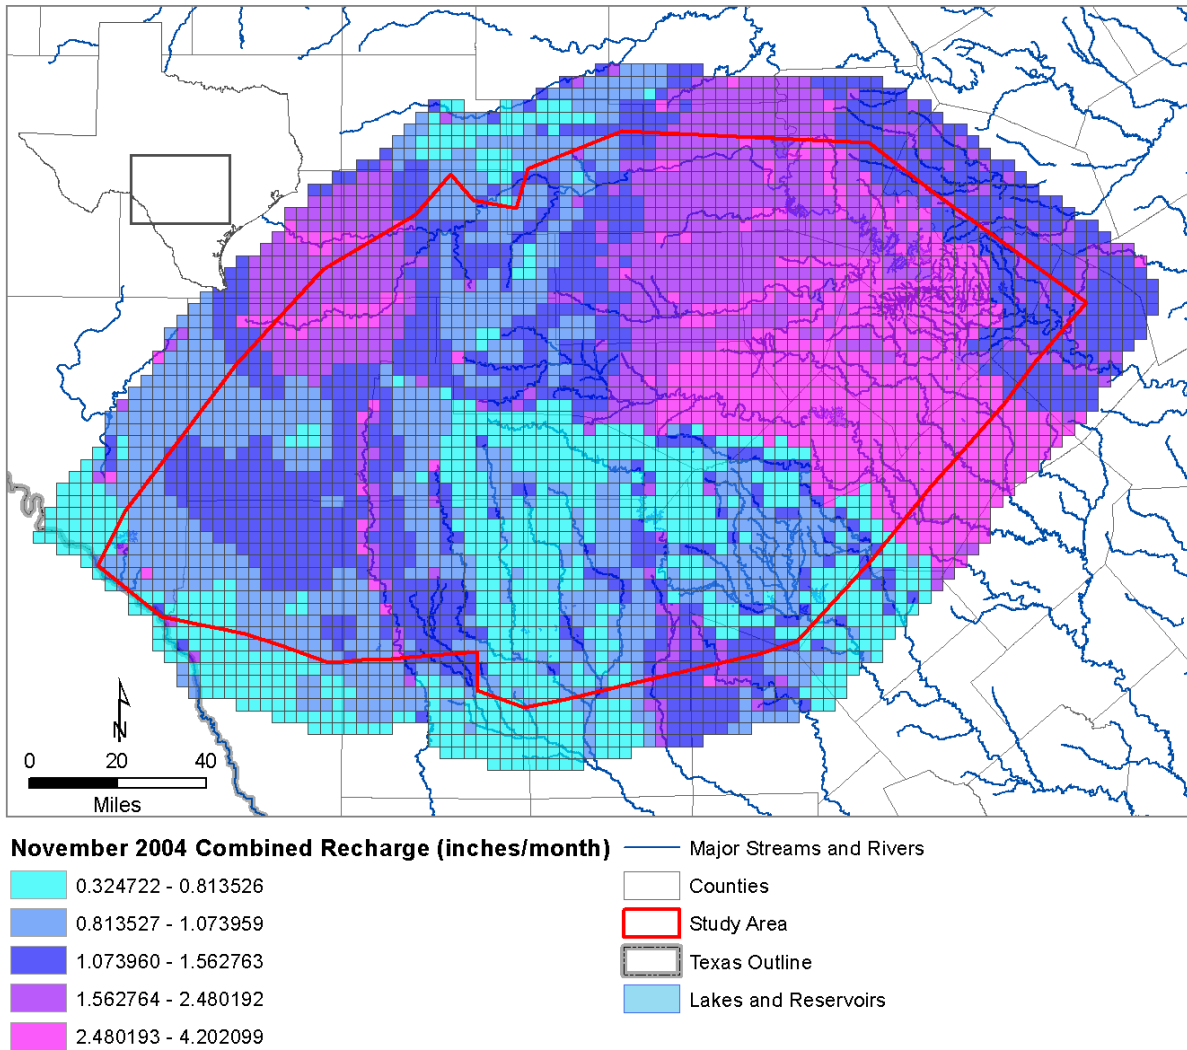 N
0 20 40
Miles
November 2004 Combined Recharge (inches/month)
0.324722 - 0.813526
0.813527 - 1.073959
1.073960 - 1.562763
1.562764 - 2.480192
2.480193 - 4.202099
Major Streams and Rivers
Counties
Study Area
Texas Outline
Lakes and Reservoirs